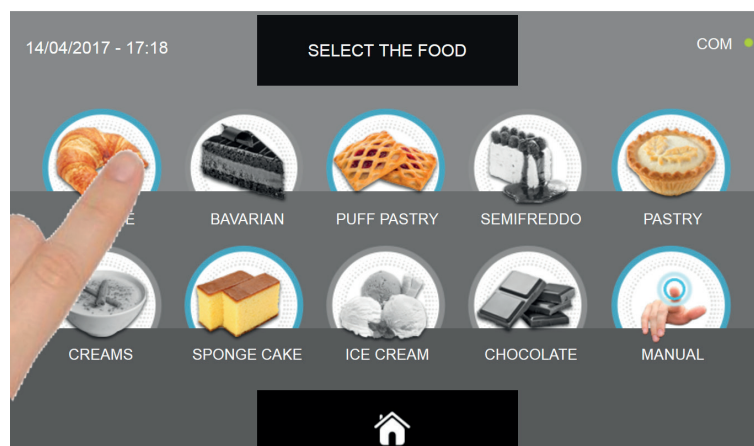 14/04/2017 - 17:18
SELECT THE FOOD
COM
BAVARIAN
PUFF PASTRY
SEMIFREDDO
PASTRY
CREAMS
SPONGE CAKE
ICE CREAM
CHOCOLATE
MANUAL